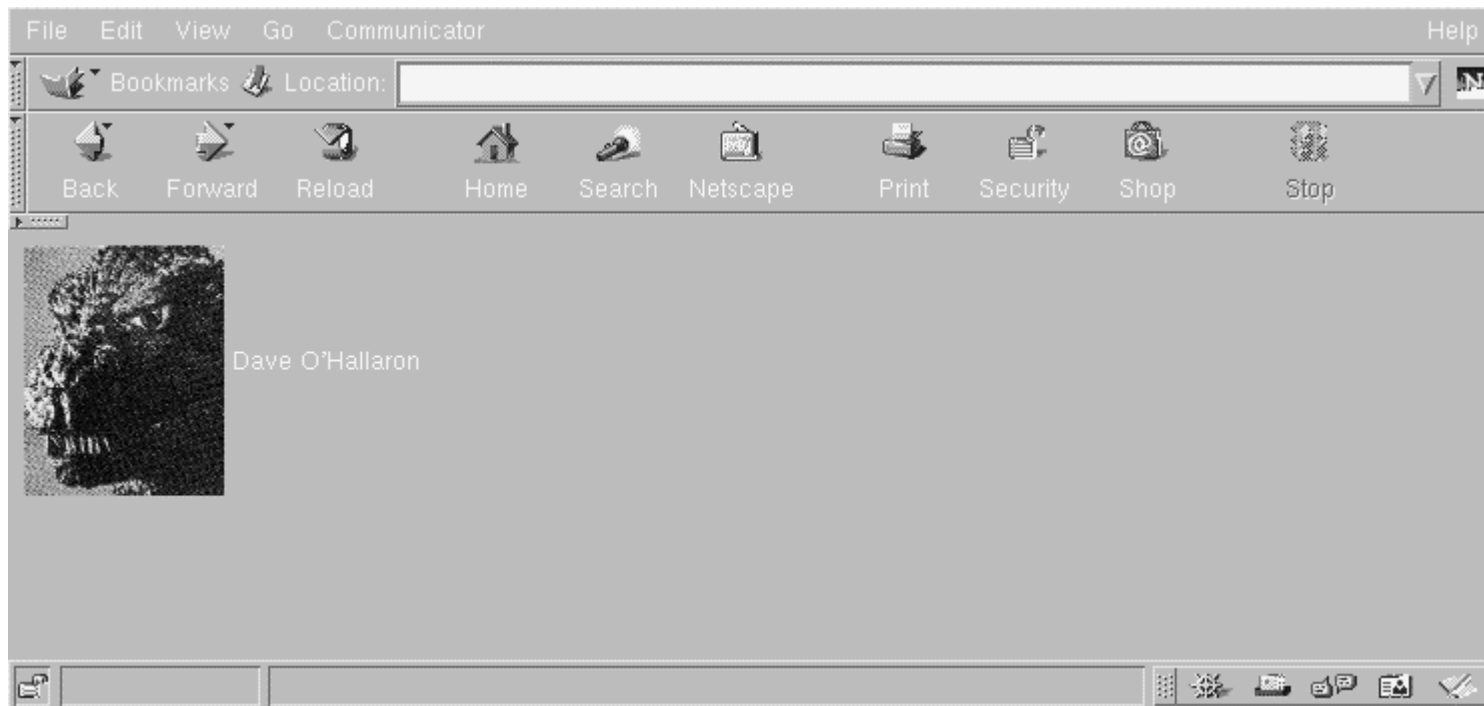 File Edit View Go Communicator Help
Bookmarks Location: N
Back Forward Reload Home Search Netscape Print Security Shop Stop
Dave O'Hallaron